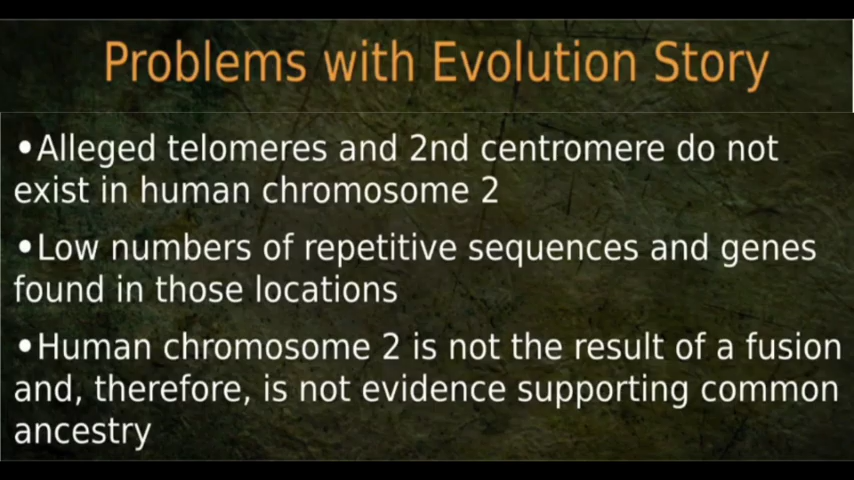 Problems with Evolution Story
•Alleged telomeres and 2nd centromere do not
exist in human chromosome 2
•Low numbers of repetitive sequences and genes
found in those locations
•Human chromosome 2 is not the result of a fusion
and, therefore, is not evidence supporting common
ancestry